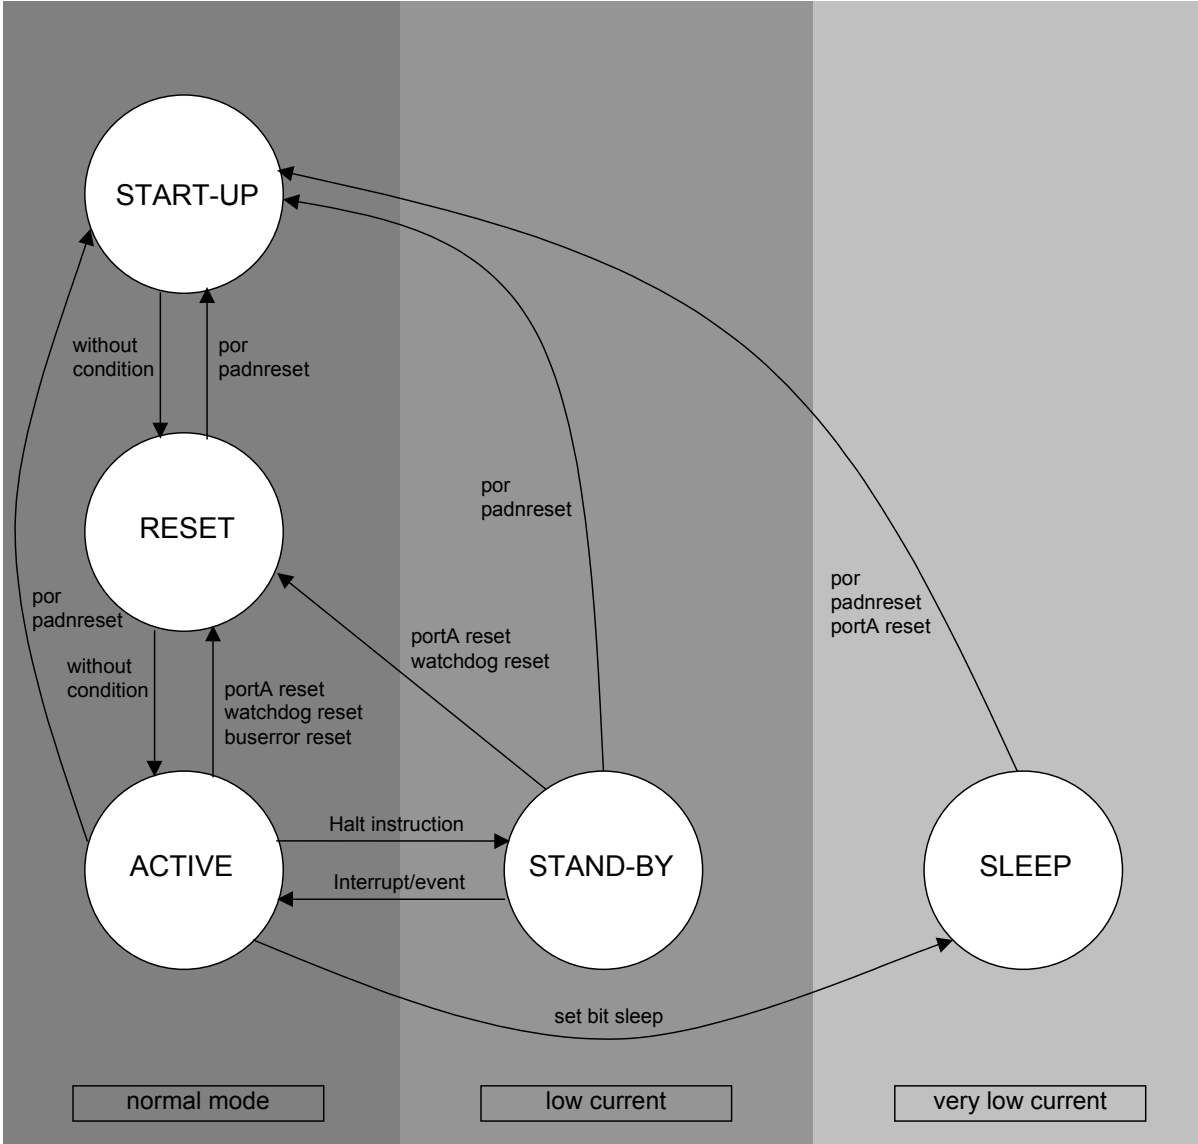 START-UP
without
condition
por
padnreset
RESET
por
padnreset
por
padnreset
por
padnreset
portA reset
portA reset
watchdog reset
without
condition
portA reset
watchdog reset
buserror reset
Halt instruction
ACTIVE
STAND-BY
SLEEP
Interrupt/event
set bit sleep
normal mode
low current
very low current